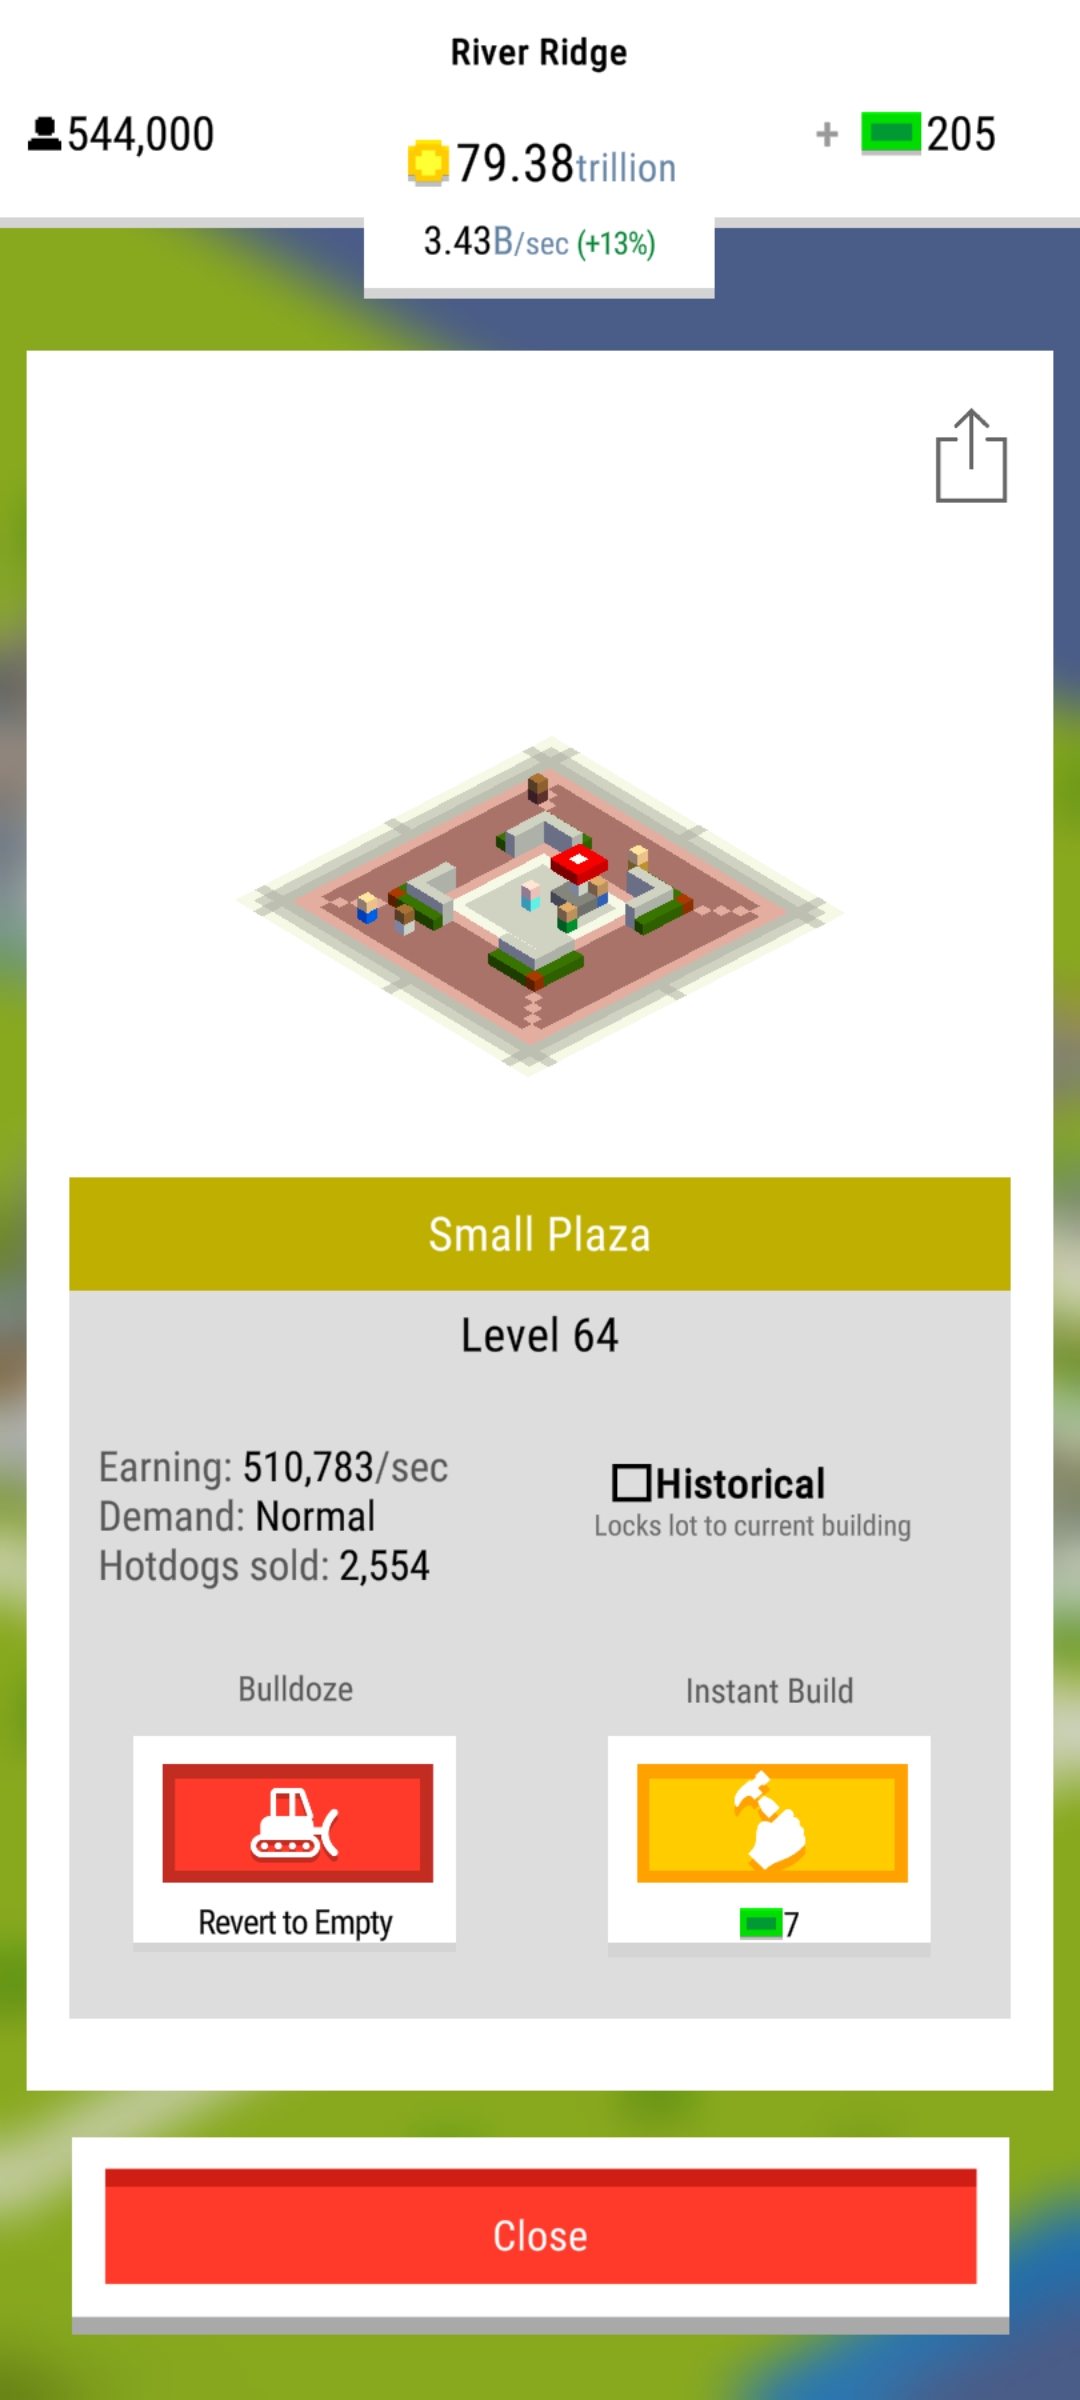 River Ridge
544,000
79.38trillion
+ 205
3.43B/sec (+13%)
Small Plaza
Level 64
Earning: 510,783/sec
Demand: Normal
Hotdogs sold: 2,554
Historical
Locks lot to current building
Bulldoze
Revert to Empty
Instant Build
7
Close